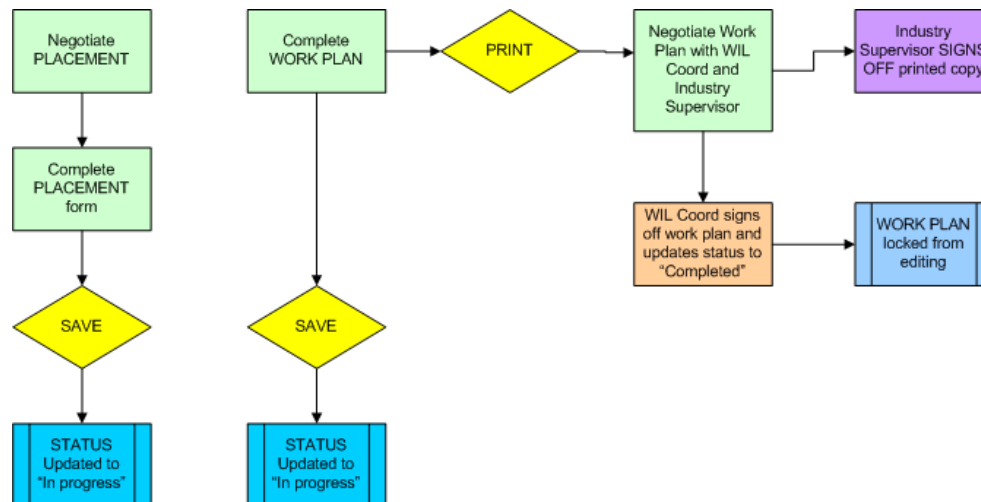 Negotiate
PLACEMENT
Complete
PLACEMENT
form
SAVE
STATUS
Updated to
“In progress”
Complete
WORK PLAN
SAVE
STATUS
Updated to
“In progress”
PRINT
Negotiate Work
Plan with WIL
Coord and
Industry
Supervisor
Industry
Supervisor SIGNS
OFF printed copy
WIL Coord signs
off work plan and
updates status to
“Completed”
WORK PLAN
locked from
editing